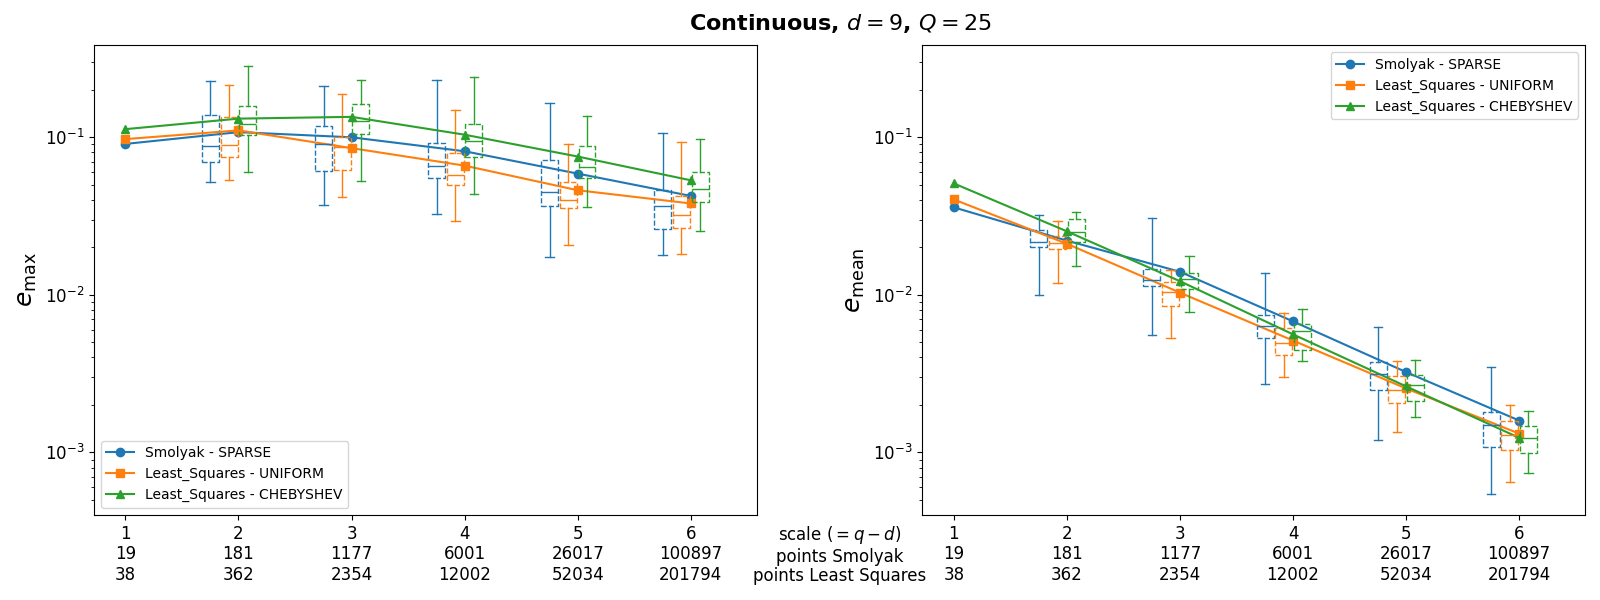 Continuous, d = 9, Q = 25
e_max
10⁻¹
10⁻²
10⁻³
Smolyak - SPARSE
Least_Squares - UNIFORM
Least_Squares - CHEBYSHEV
1 2 3 4 5 6
19 181 1177 6001 26017 100897
38 362 2354 12002 52034 201794
scale (= q − d)
points Smolyak
points Least Squares
e_mean
10⁻¹
10⁻²
10⁻³
Smolyak - SPARSE
Least_Squares - UNIFORM
Least_Squares - CHEBYSHEV
1 2 3 4 5 6
19 181 1177 6001 26017 100897
38 362 2354 12002 52034 201794